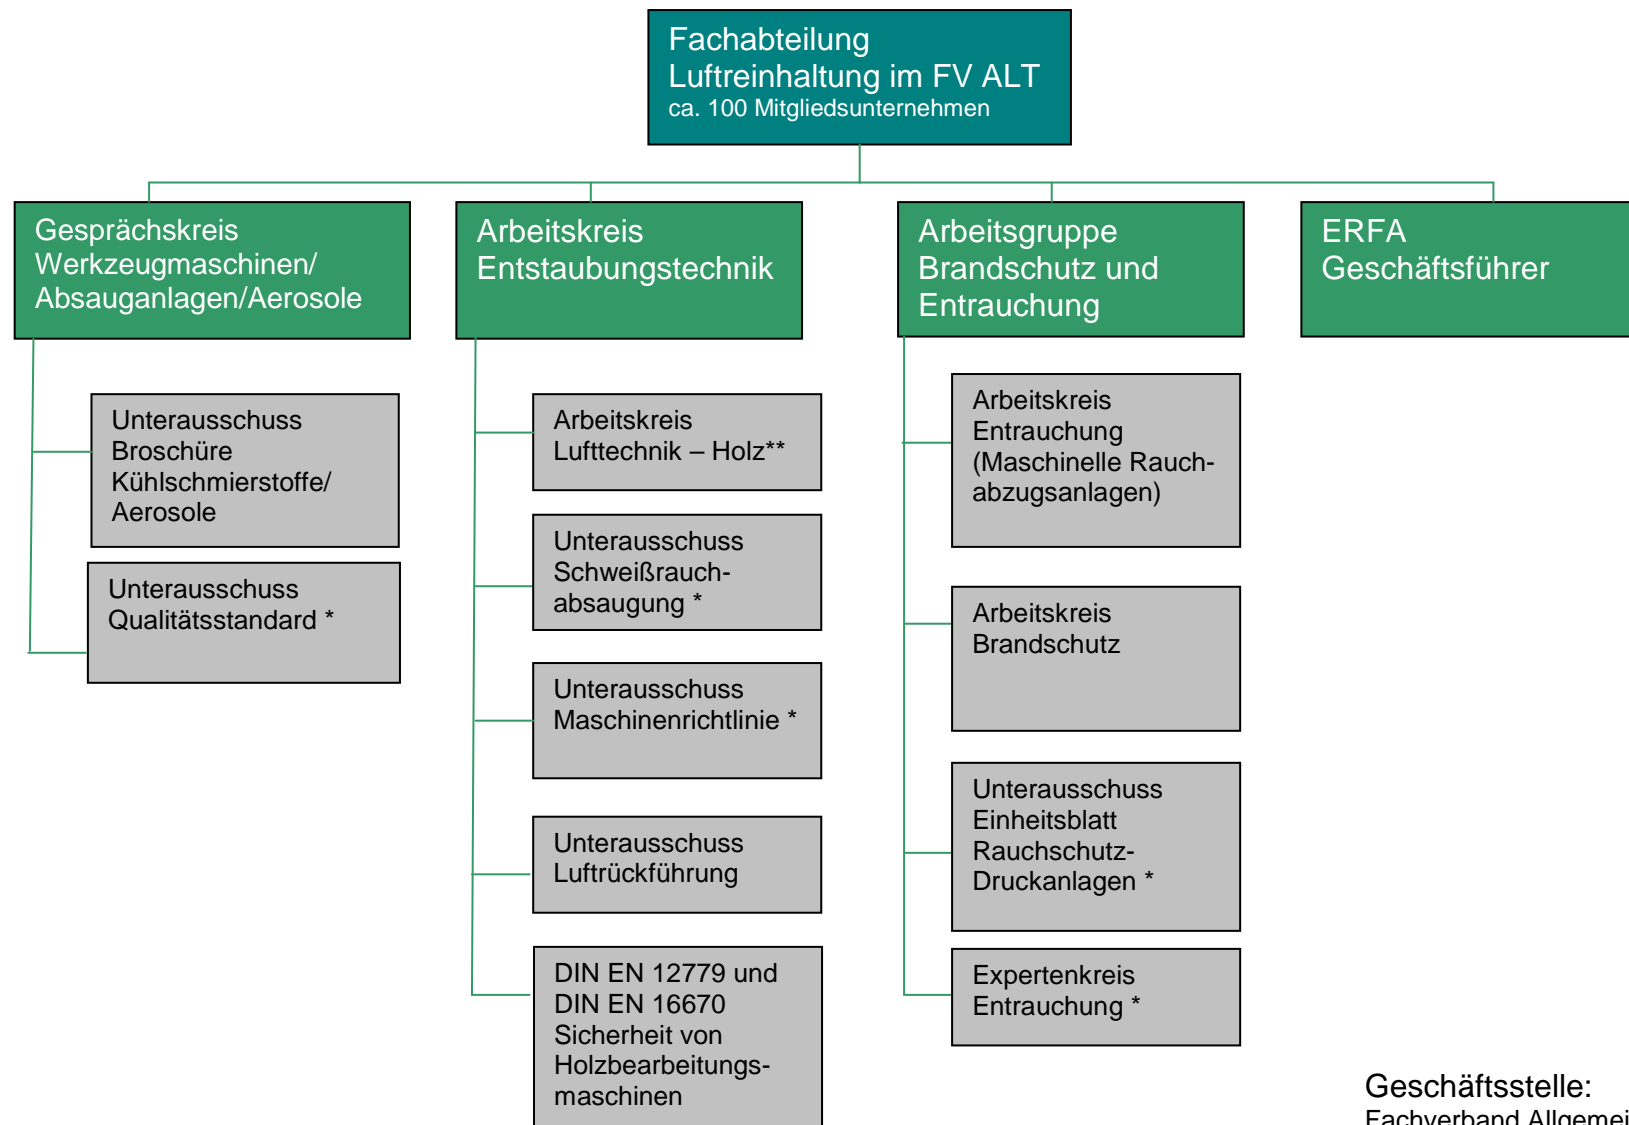 Fachabteilung
Luftreinhaltung im FV ALT
ca. 100 Mitgliedsunternehmen
Gesprächskreis
Werkzeugmaschinen/
Absauganlagen/Aerosole
Unterausschuss
Broschüre
Kühlschmierstoffe/
Aerosole
Unterausschuss
Qualitätsstandard *
Arbeitskreis
Entstaubungstechnik
Arbeitskreis
Lufttechnik – Holz**
Unterausschuss
Schweißrauch-
absaugung *
Unterausschuss
Maschinenrichtlinie *
Unterausschuss
Luftrückführung
DIN EN 12779 und
DIN EN 16670
Sicherheit von
Holzbearbeitungs-
maschinen
Arbeitsgruppe
Brandschutz und
Entrauchung
Arbeitskreis
Entrauchung
(Maschinelle Rauch-
abzugsanlagen)
Arbeitskreis
Brandschutz
Unterausschuss
Einheitsblatt
Rauchschutz-
Druckanlagen *
Expertenkreis
Entrauchung *
ERFA
Geschäftsführer
Geschäftsstelle:
Fachverband Allgemei